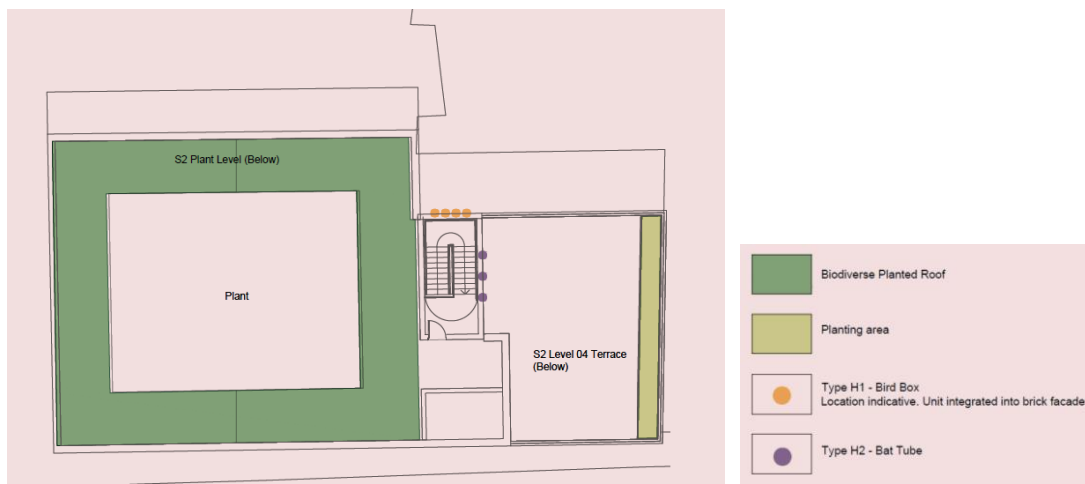 S2 Plant Level (Below)
Plant
S2 Level 04 Terrace
(Below)
Biodiverse Planted Roof
Planting area
Type H1 - Bird Box
Location indicative. Unit integrated into brick facade
Type H2 - Bat Tube